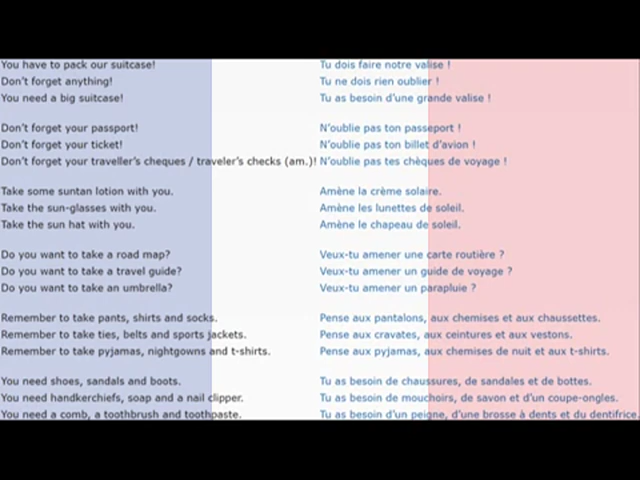 You have to pack our suitcase! Tu dois faire notre valise !
Don't forget anything! Tu ne dois rien oublier !
You need a big suitcase! Tu as besoin d'une grande valise !
Don't forget your passport! N'oublie pas ton passeport !
Don't forget your ticket! N'oublie pas ton billet d'avion !
Don't forget your traveller's cheques / traveler's checks (am.)! N'oublie pas tes chèques de voyage !
Take some suntan lotion with you. Amène la crème solaire.
Take the sun-glasses with you. Amène les lunettes de soleil.
Take the sun hat with you. Amène le chapeau de soleil.
Do you want to take a road map? Veux-tu amener une carte routière ?
Do you want to take a travel guide? Veux-tu amener un guide de voyage ?
Do you want to take an umbrella? Veux-tu amener un parapluie ?
Remember to take pants, shirts and socks. Pense aux pantalons, aux chemises et aux chaussettes.
Remember to take ties, belts and sports jackets. Pense aux cravates, aux ceintures et aux vestons.
Remember to take pyjamas, nightgowns and t-shirts. Pense aux pyjamas, aux chemises de nuit et aux t-shirts.
You need shoes, sandals and boots. Tu as besoin de chaussures, de sandales et de bottes.
You need handkerchiefs, soap and a nail clipper. Tu as besoin de mouchoirs, de savon et d'un coupe-ongles.
You need a comb, a toothbrush and toothpaste. Tu as besoin d'un peigne, d'une brosse à dents et du dentifrice.